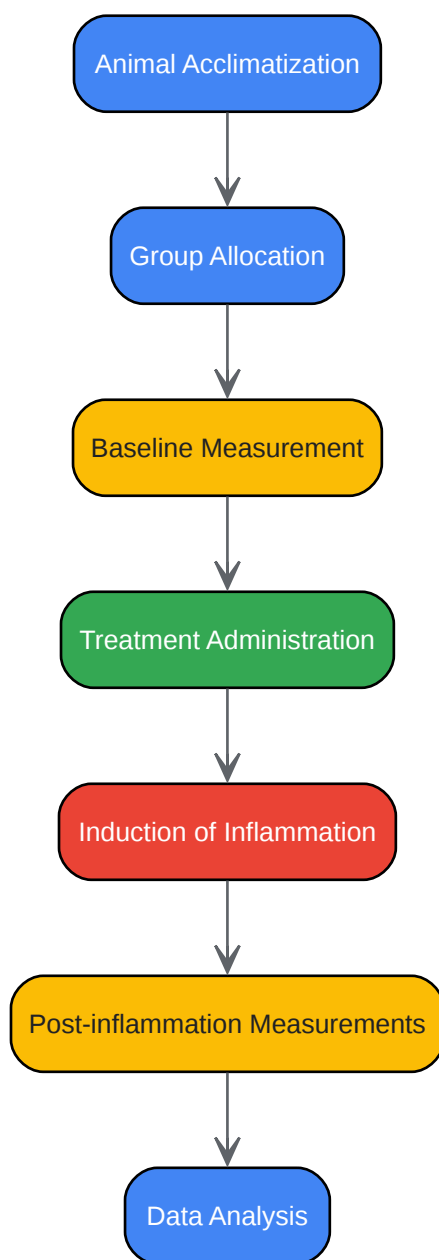 Animal Acclimatization
Group Allocation
Baseline Measurement
Treatment Administration
Induction of Inflammation
Post-inflammation Measurements
Data Analysis